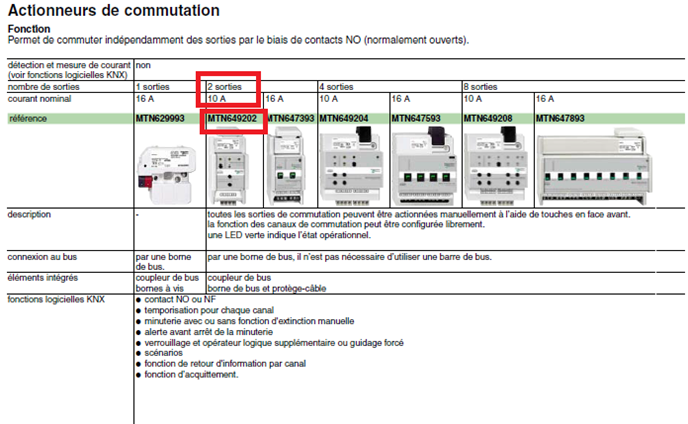 Actionneurs de commutation
Fonction
Permet de commuter indépendamment des sorties par le biais de contacts NO (normalement ouverts).
détection et mesure de courant non
(voir fonctions logicielles KNX)
nombre de sorties 1 sorties 2 sorties 4 sorties 8 sorties
courant nominal 16 A 10 A 16 A 10 A 16 A 10 A 16 A
référence MTN629993 MTN649202 MTN647393 MTN649204 MTN647593 MTN649208 MTN647893
description - toutes les sorties de commutation peuvent être actionnées manuellement à l'aide de touches en face avant.
la fonction des canaux de commutation peut être configurée librement.
une LED verte indique l'état opérationnel.
connexion au bus par une borne par une borne de bus, il n'est pas nécessaire d'utiliser une barre de bus.
de bus.
éléments intégrés coupleur de bus coupleur de bus
bornes à vis borne de bus et protège-câble
fonctions logicielles KNX ● contact NO ou NF
● temporisation pour chaque canal
● minuterie avec ou sans fonction d'extinction manuelle
● alerte avant arrêt de la minuterie
● verrouillage et opérateur logique supplémentaire ou guidage forcé
● scénarios
● fonction de retour d'information par canal
● fonction d'acquittement.